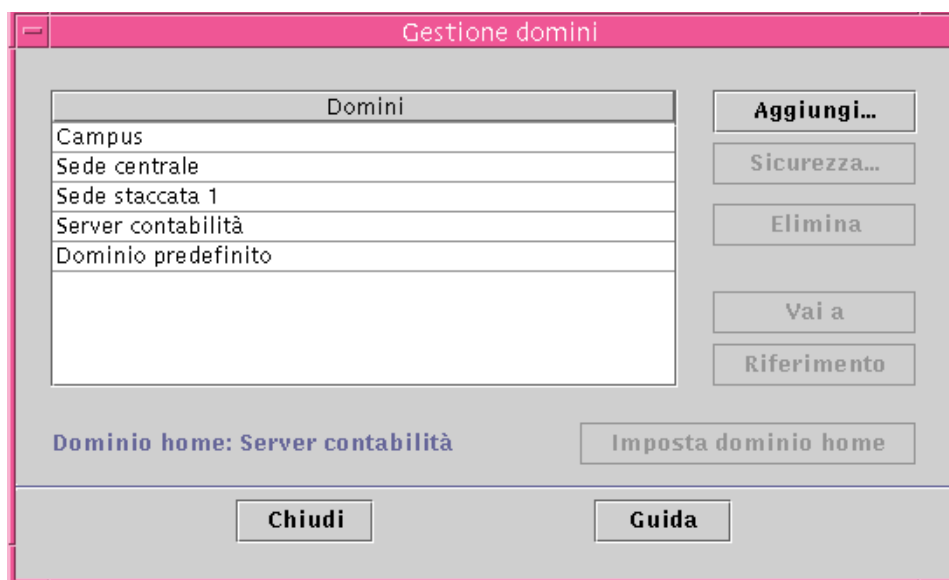 Gestione domini
Domini
Campus
Sede centrale
Sede staccata 1
Server contabilità
Dominio predefinito
Aggiungi...
Sicurezza...
Elimina
Vai a
Riferimento
Dominio home: Server contabilità
Imposta dominio home
Chiudi
Guida